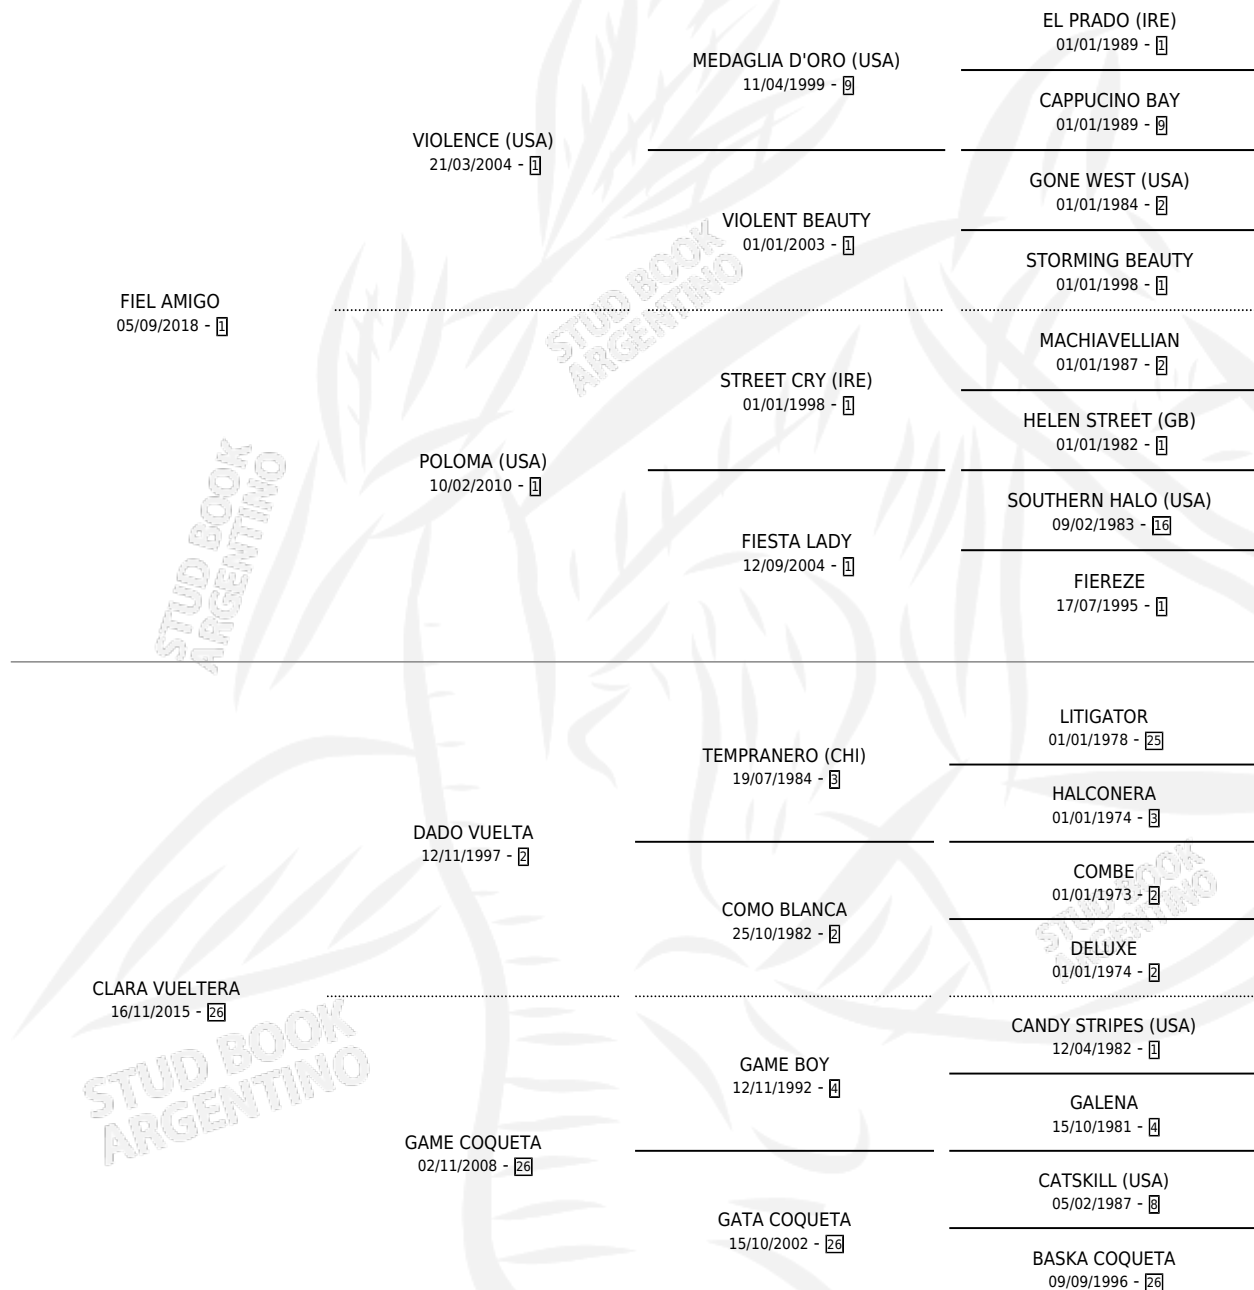 FIEL AMIGO
05/09/2018 - 1
VIOLENCE (USA)
21/03/2004 - 1
POLOMA (USA)
10/02/2010 - 1
MEDAGLIA D'ORO (USA)
11/04/1999 - 9
VIOLENT BEAUTY
01/01/2003 - 1
STREET CRY (IRE)
01/01/1998 - 1
FIESTA LADY
12/09/2004 - 1
EL PRADO (IRE)
01/01/1989 - 1
CAPPUCINO BAY
01/01/1989 - 9
GONE WEST (USA)
01/01/1984 - 2
STORMING BEAUTY
01/01/1998 - 1
MACHIAVELLIAN
01/01/1987 - 2
HELEN STREET (GB)
01/01/1982 - 1
SOUTHERN HALO (USA)
09/02/1983 - 16
FIEREZE
17/07/1995 - 1
CLARA VUELTERA
16/11/2015 - 26
DADO VUELTA
12/11/1997 - 2
GAME COQUETA
02/11/2008 - 26
TEMPRANERO (CHI)
19/07/1984 - 3
COMO BLANCA
25/10/1982 - 2
GAME BOY
12/11/1992 - 4
GATA COQUETA
15/10/2002 - 26
LITIGATOR
01/01/1978 - 25
HALCONERA
01/01/1974 - 3
COMBE
01/01/1973 - 2
DELUXE
01/01/1974 - 2
CANDY STRIPES (USA)
12/04/1982 - 1
GALENA
15/10/1981 - 4
CATSKILL (USA)
05/02/1987 - 8
BASKA COQUETA
09/09/1996 - 26
STUD BOOK
ARGENTINO
STUD BOOK
ARGENTINO
STUD BOOK
ARGENTINO
STUD BOOK
ARGENTINO